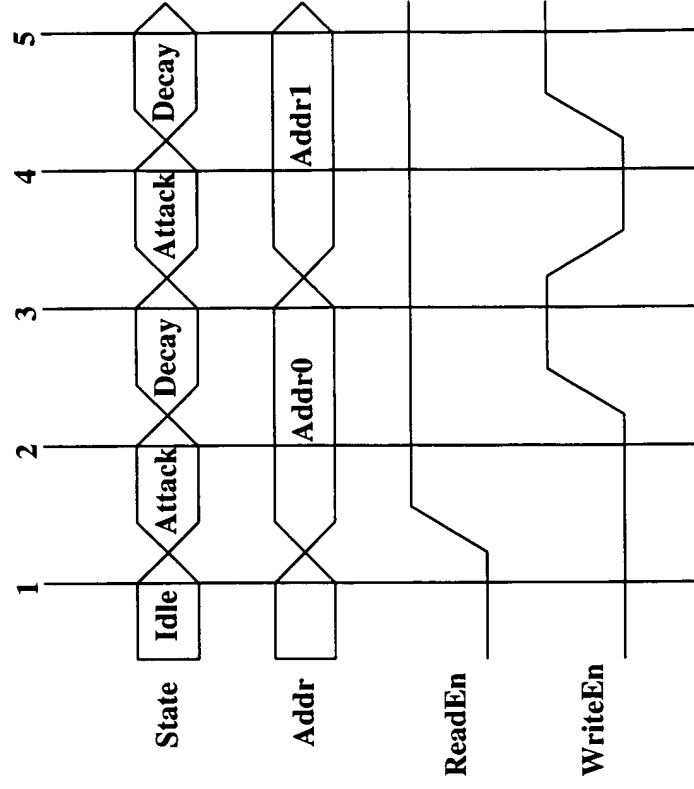 1 2 3 4 5
State Idle Attack Decay Attack Decay
Addr Addr0 Addr1
ReadEn
WriteEn